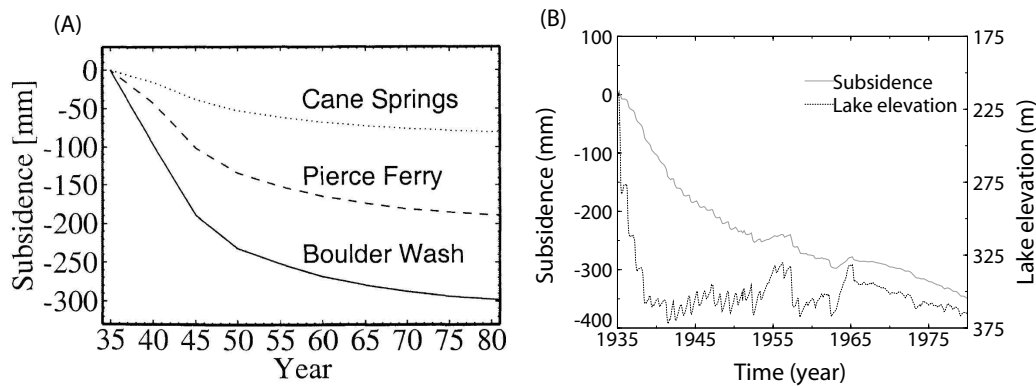 (A)
Subsidence [mm]
0
-50
-100
-150
-200
-250
-300
Cane Springs
Pierce Ferry
Boulder Wash
35 40 45 50 55 60 65 70 75 80
Year
(B)
Subsidence (mm)
100
0
-100
-200
-300
-400
Subsidence
Lake elevation
175
225
275
325
375
Lake elevation (m)
1935 1945 1955 1965 1975
Time (year)